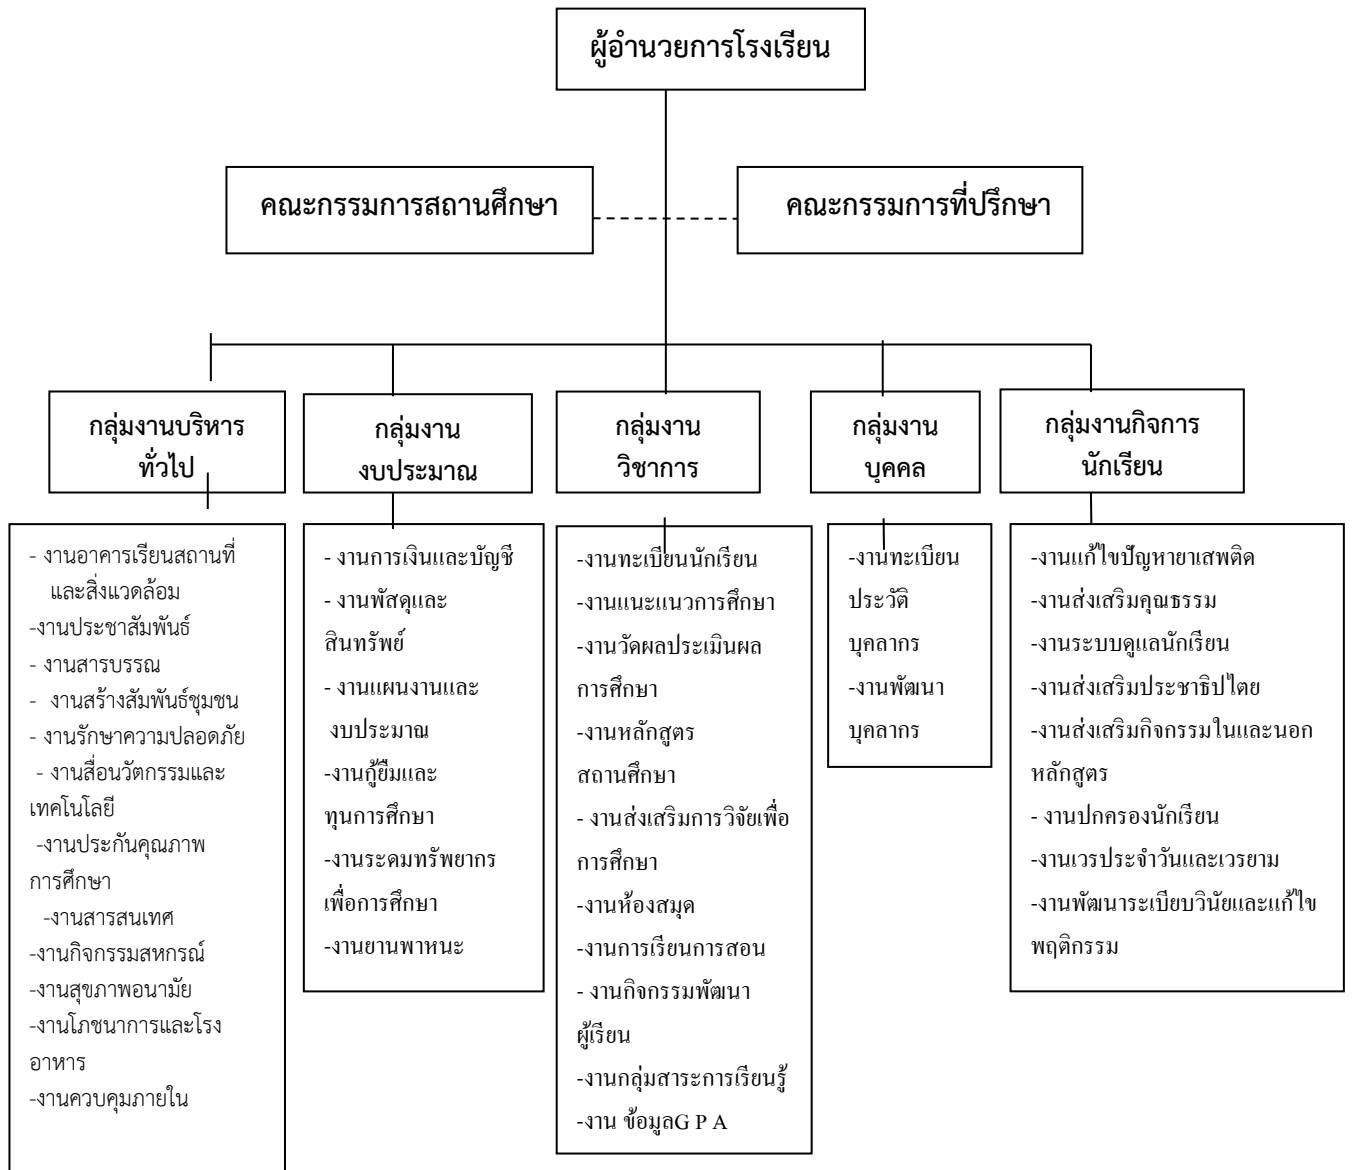 ผู้อำนวยการโรงเรียน
คณะกรรมการสถานศึกษา
คณะกรรมการที่ปรึกษา
กลุ่มงานบริหาร
ทั่วไป
กลุ่มงาน
งบประมาณ
กลุ่มงาน
วิชาการ
กลุ่มงาน
บุคคล
กลุ่มงานกิจการ
นักเรียน
- งานอาคารเรียนสถานที่
และสิ่งแวดล้อม
-งานประชาสัมพันธ์
- งานสารบรรณ
- งานสร้างสัมพันธ์ชุมชน
- งานรักษาความปลอดภัย
- งานสื่อนวัตกรรมและ
เทคโนโลยี
-งานประกันคุณภาพ
การศึกษา
-งานสารสนเทศ
-งานกิจกรรมสหกรณ์
-งานสุขภาพอนามัย
-งานโภชนาการและโรง
อาหาร
-งานควบคุมภายใน
- งานการเงินและบัญชี
- งานพัสดุและ
สินทรัพย์
- งานแผนงานและ
งบประมาณ
-งานกู้ยืมและ
ทุนการศึกษา
-งานระดมทรัพยากร
เพื่อการศึกษา
-งานยานพาหนะ
-งานทะเบียนนักเรียน
-งานแนะแนวการศึกษา
-งานวัดผลประเมินผล
การศึกษา
-งานหลักสูตร
สถานศึกษา
- งานส่งเสริมการวิจัยเพื่อ
การศึกษา
-งานห้องสมุด
-งานการเรียนการสอน
- งานกิจกรรมพัฒนา
ผู้เรียน
-งานกลุ่มสาระการเรียนรู้
-งาน ข้อมูลG P A
-งานทะเบียน
ประวัติ
บุคลากร
-งานพัฒนา
บุคลากร
-งานแก้ไขปัญหายาเสพติด
-งานส่งเสริมคุณธรรม
-งานระบบดูแลนักเรียน
-งานส่งเสริมประชาธิปไตย
-งานส่งเสริมกิจกรรมในและนอก
หลักสูตร
- งานปกครองนักเรียน
-งานเวรประจำวันและเวรยาม
-งานพัฒนาระเบียบวินัยและแก้ไข
พฤติกรรม